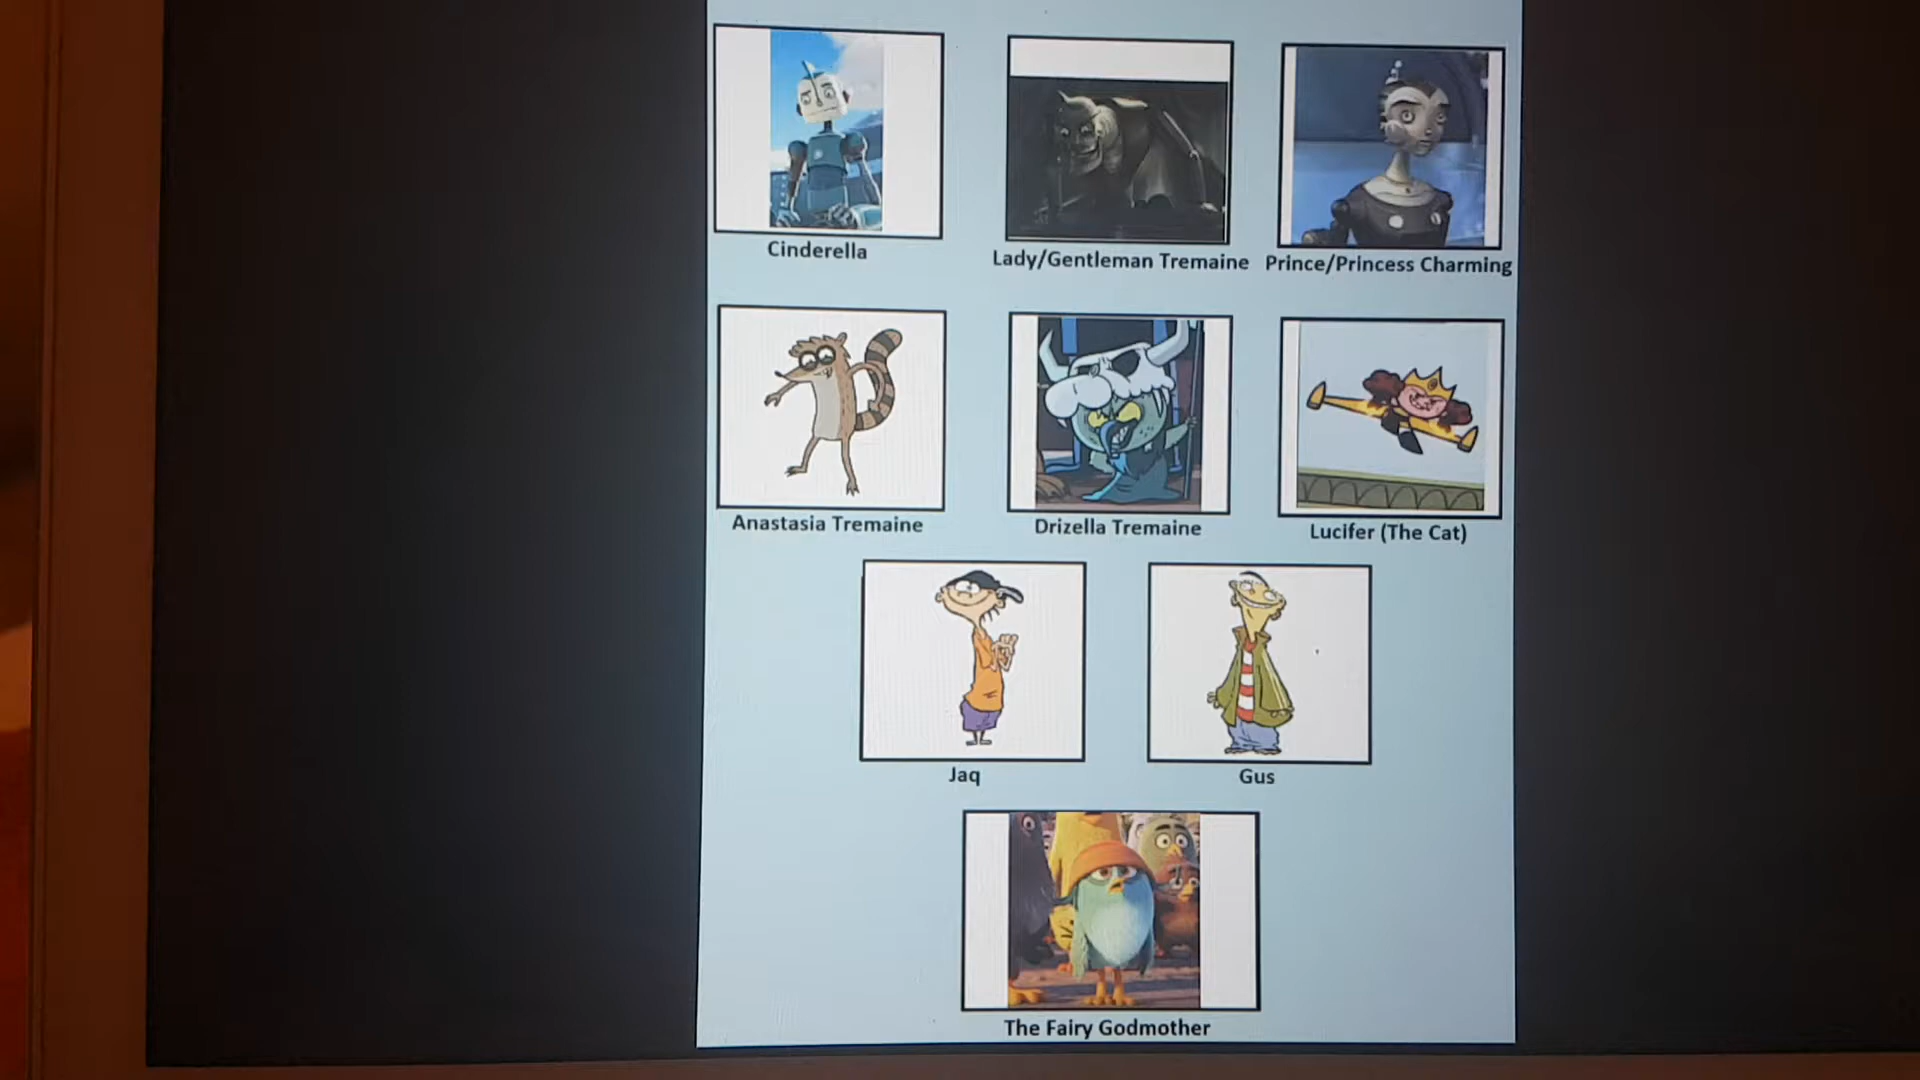 Cinderella
Lady/Gentleman Tremaine
Prince/Princess Charming
Anastasia Tremaine
Drizella Tremaine
Lucifer (The Cat)
Jaq
Gus
The Fairy Godmother